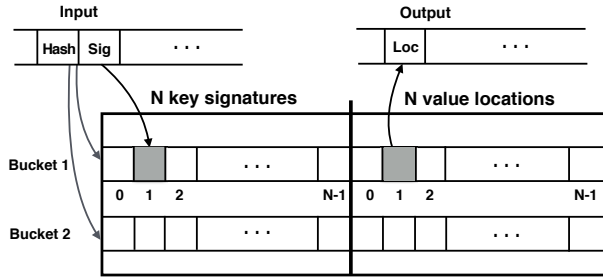 Input Output
Hash Sig · · · Loc · · ·
N key signatures N value locations
Bucket 1 · · · · · ·
0 1 2 N-1 0 1 2 N-1
Bucket 2 · · · · · ·